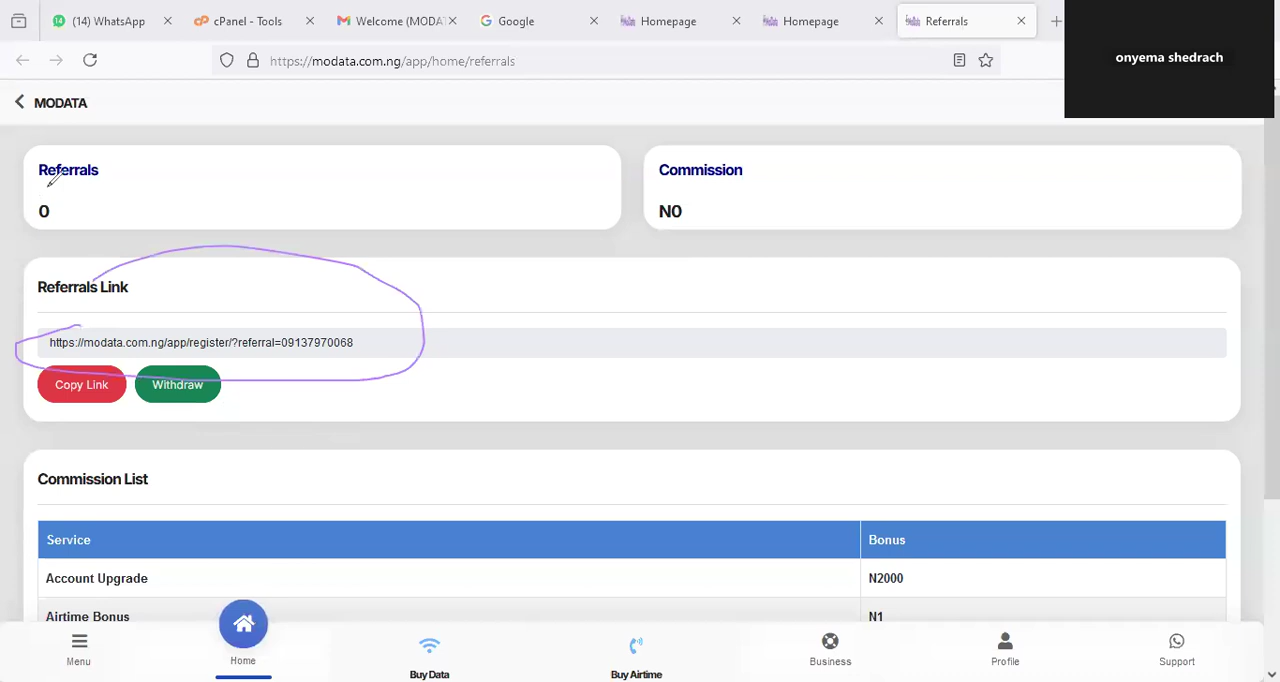 (14) WhatsApp
cPanel - Tools
Welcome (MODAT
Google
Homepage
Homepage
Referrals
https://modata.com.ng/app/home/referrals
onyema shedrach
MODATA
Referrals
0
Commission
N0
Referrals Link
https://modata.com.ng/app/register/?referral=09137970068
Copy Link
Withdraw
Commission List
Service Bonus
Account Upgrade N2000
Airtime Bonus N1
Menu
Home
Buy Data
Buy Airtime
Business
Profile
Support